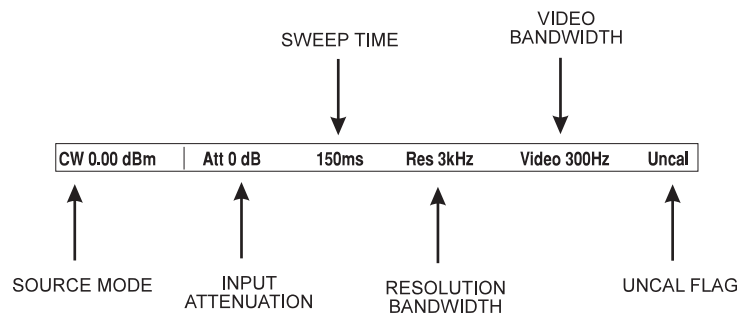 VIDEO
BANDWIDTH
SWEEP TIME
CW 0.00 dBm Att 0 dB 150ms Res 3kHz Video 300Hz Uncal
SOURCE MODE
INPUT
ATTENUATION
RESOLUTION
BANDWIDTH
UNCAL FLAG